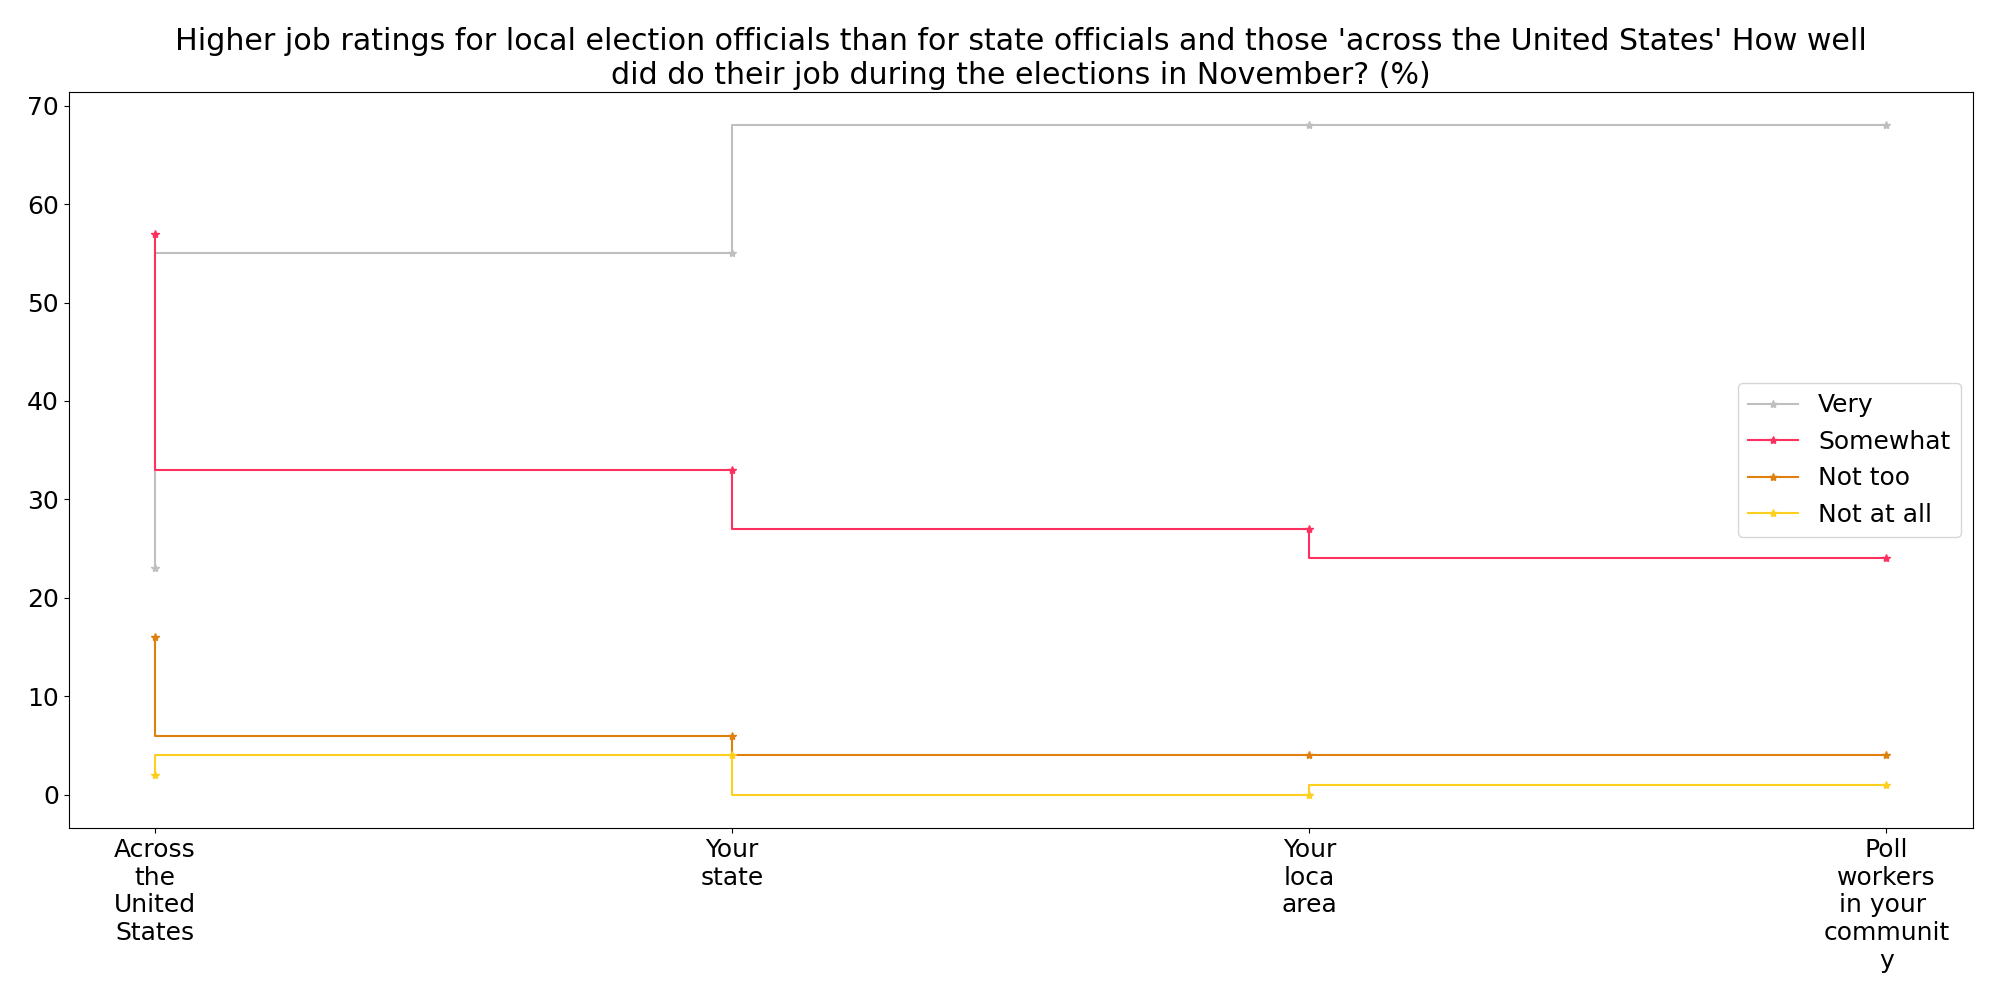 Higher job ratings for local election officials than for state officials and those 'across the United States' How well
did do their job during the elections in November? (%)
70
60
50
40
30
20
10
0
Very
Somewhat
Not too
Not at all
Across
the
United
States
Your
state
Your
loca
area
Poll
workers
in your
communit
y